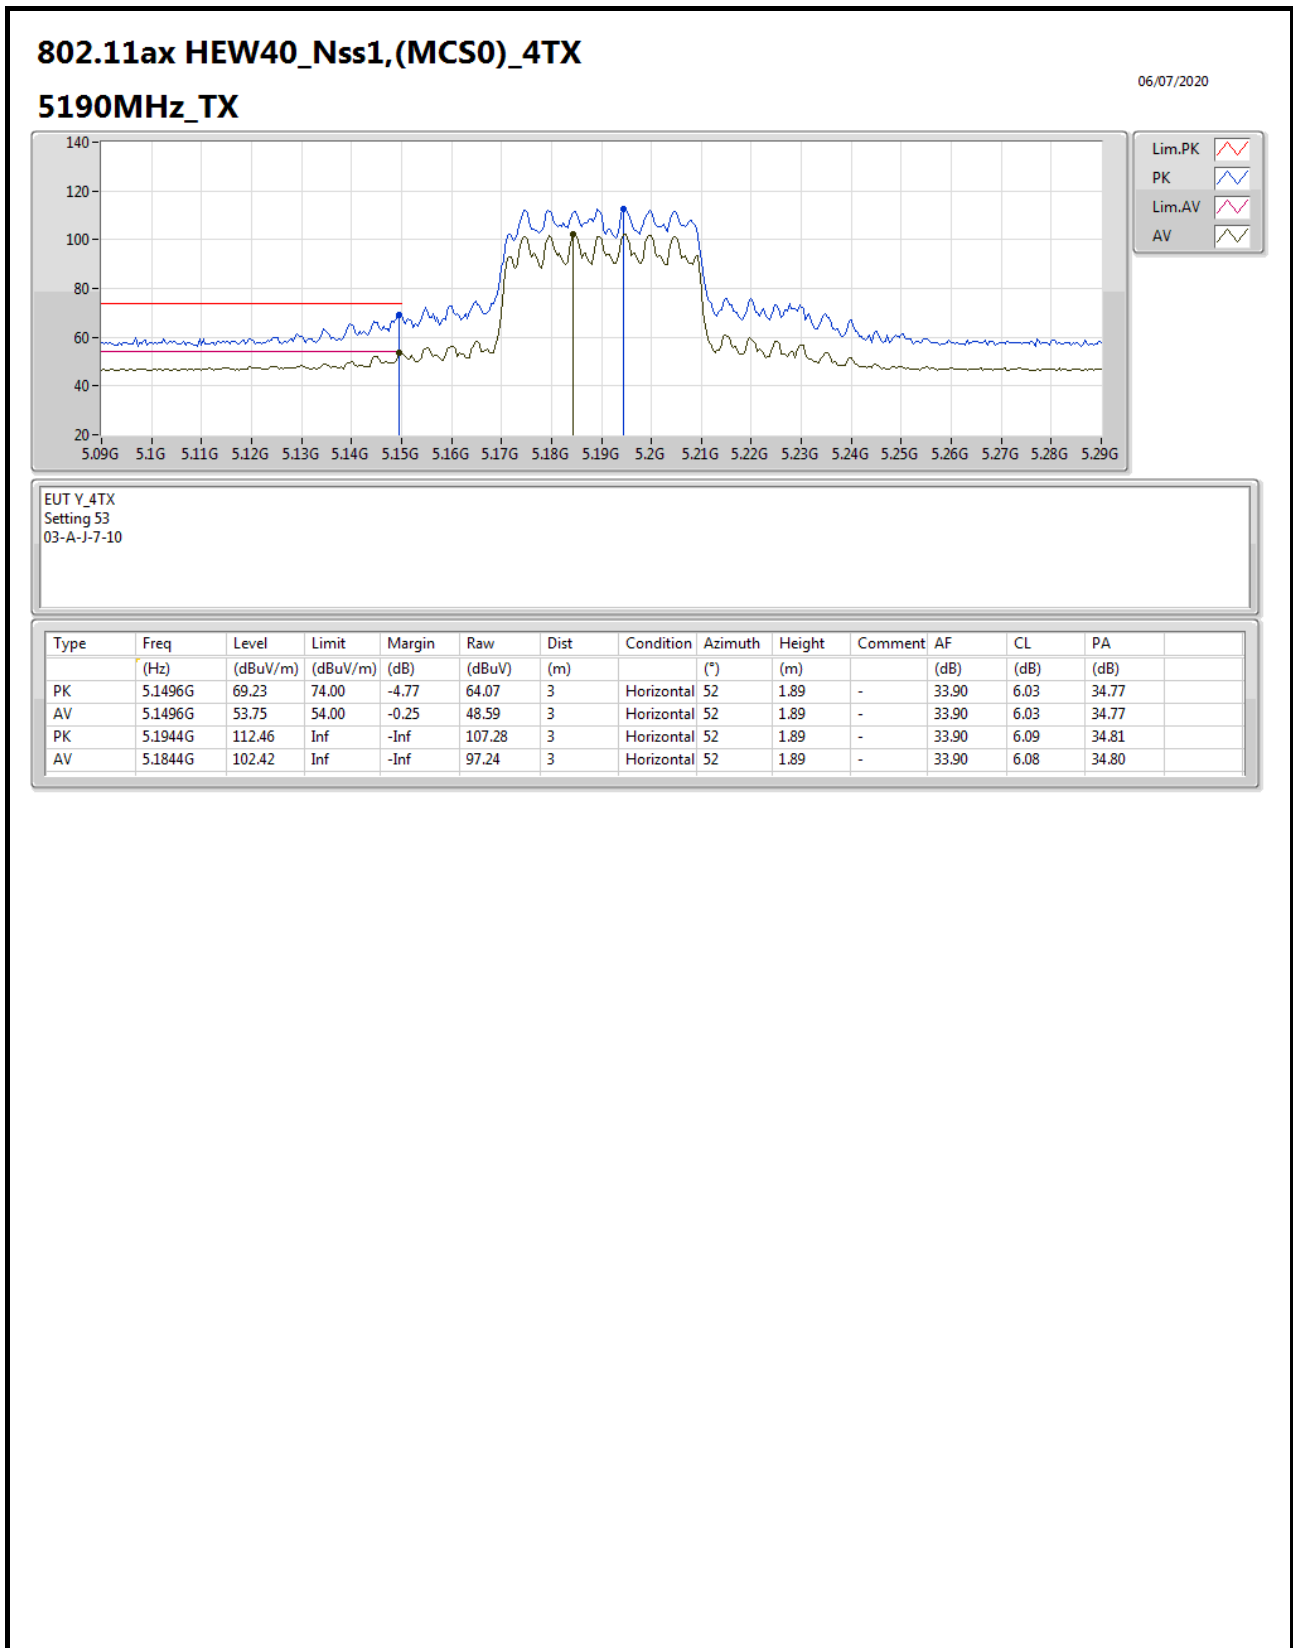 802.11ax HEW40_Nss1,(MCS0)_4TX
06/07/2020
5190MHz_TX
140
120
100
80
60
40
20
5.09G 5.1G 5.11G 5.12G 5.13G 5.14G 5.15G 5.16G 5.17G 5.18G 5.19G 5.2G 5.21G 5.22G 5.23G 5.24G 5.25G 5.26G 5.27G 5.28G 5.29G
Lim.PK
PK
Lim.AV
AV
EUT Y_4TX
Setting 53
03-A-J-7-10
Type Freq Level Limit Margin Raw Dist Condition Azimuth Height Comment AF CL PA
(Hz) (dBuV/m) (dBuV/m) (dB) (dBuV) (m) (°) (m) (dB) (dB) (dB)
PK 5.1496G 69.23 74.00 -4.77 64.07 3 Horizontal 52 1.89 - 33.90 6.03 34.77
AV 5.1496G 53.75 54.00 -0.25 48.59 3 Horizontal 52 1.89 - 33.90 6.03 34.77
PK 5.1944G 112.46 Inf -Inf 107.28 3 Horizontal 52 1.89 - 33.90 6.09 34.81
AV 5.1844G 102.42 Inf -Inf 97.24 3 Horizontal 52 1.89 - 33.90 6.08 34.80